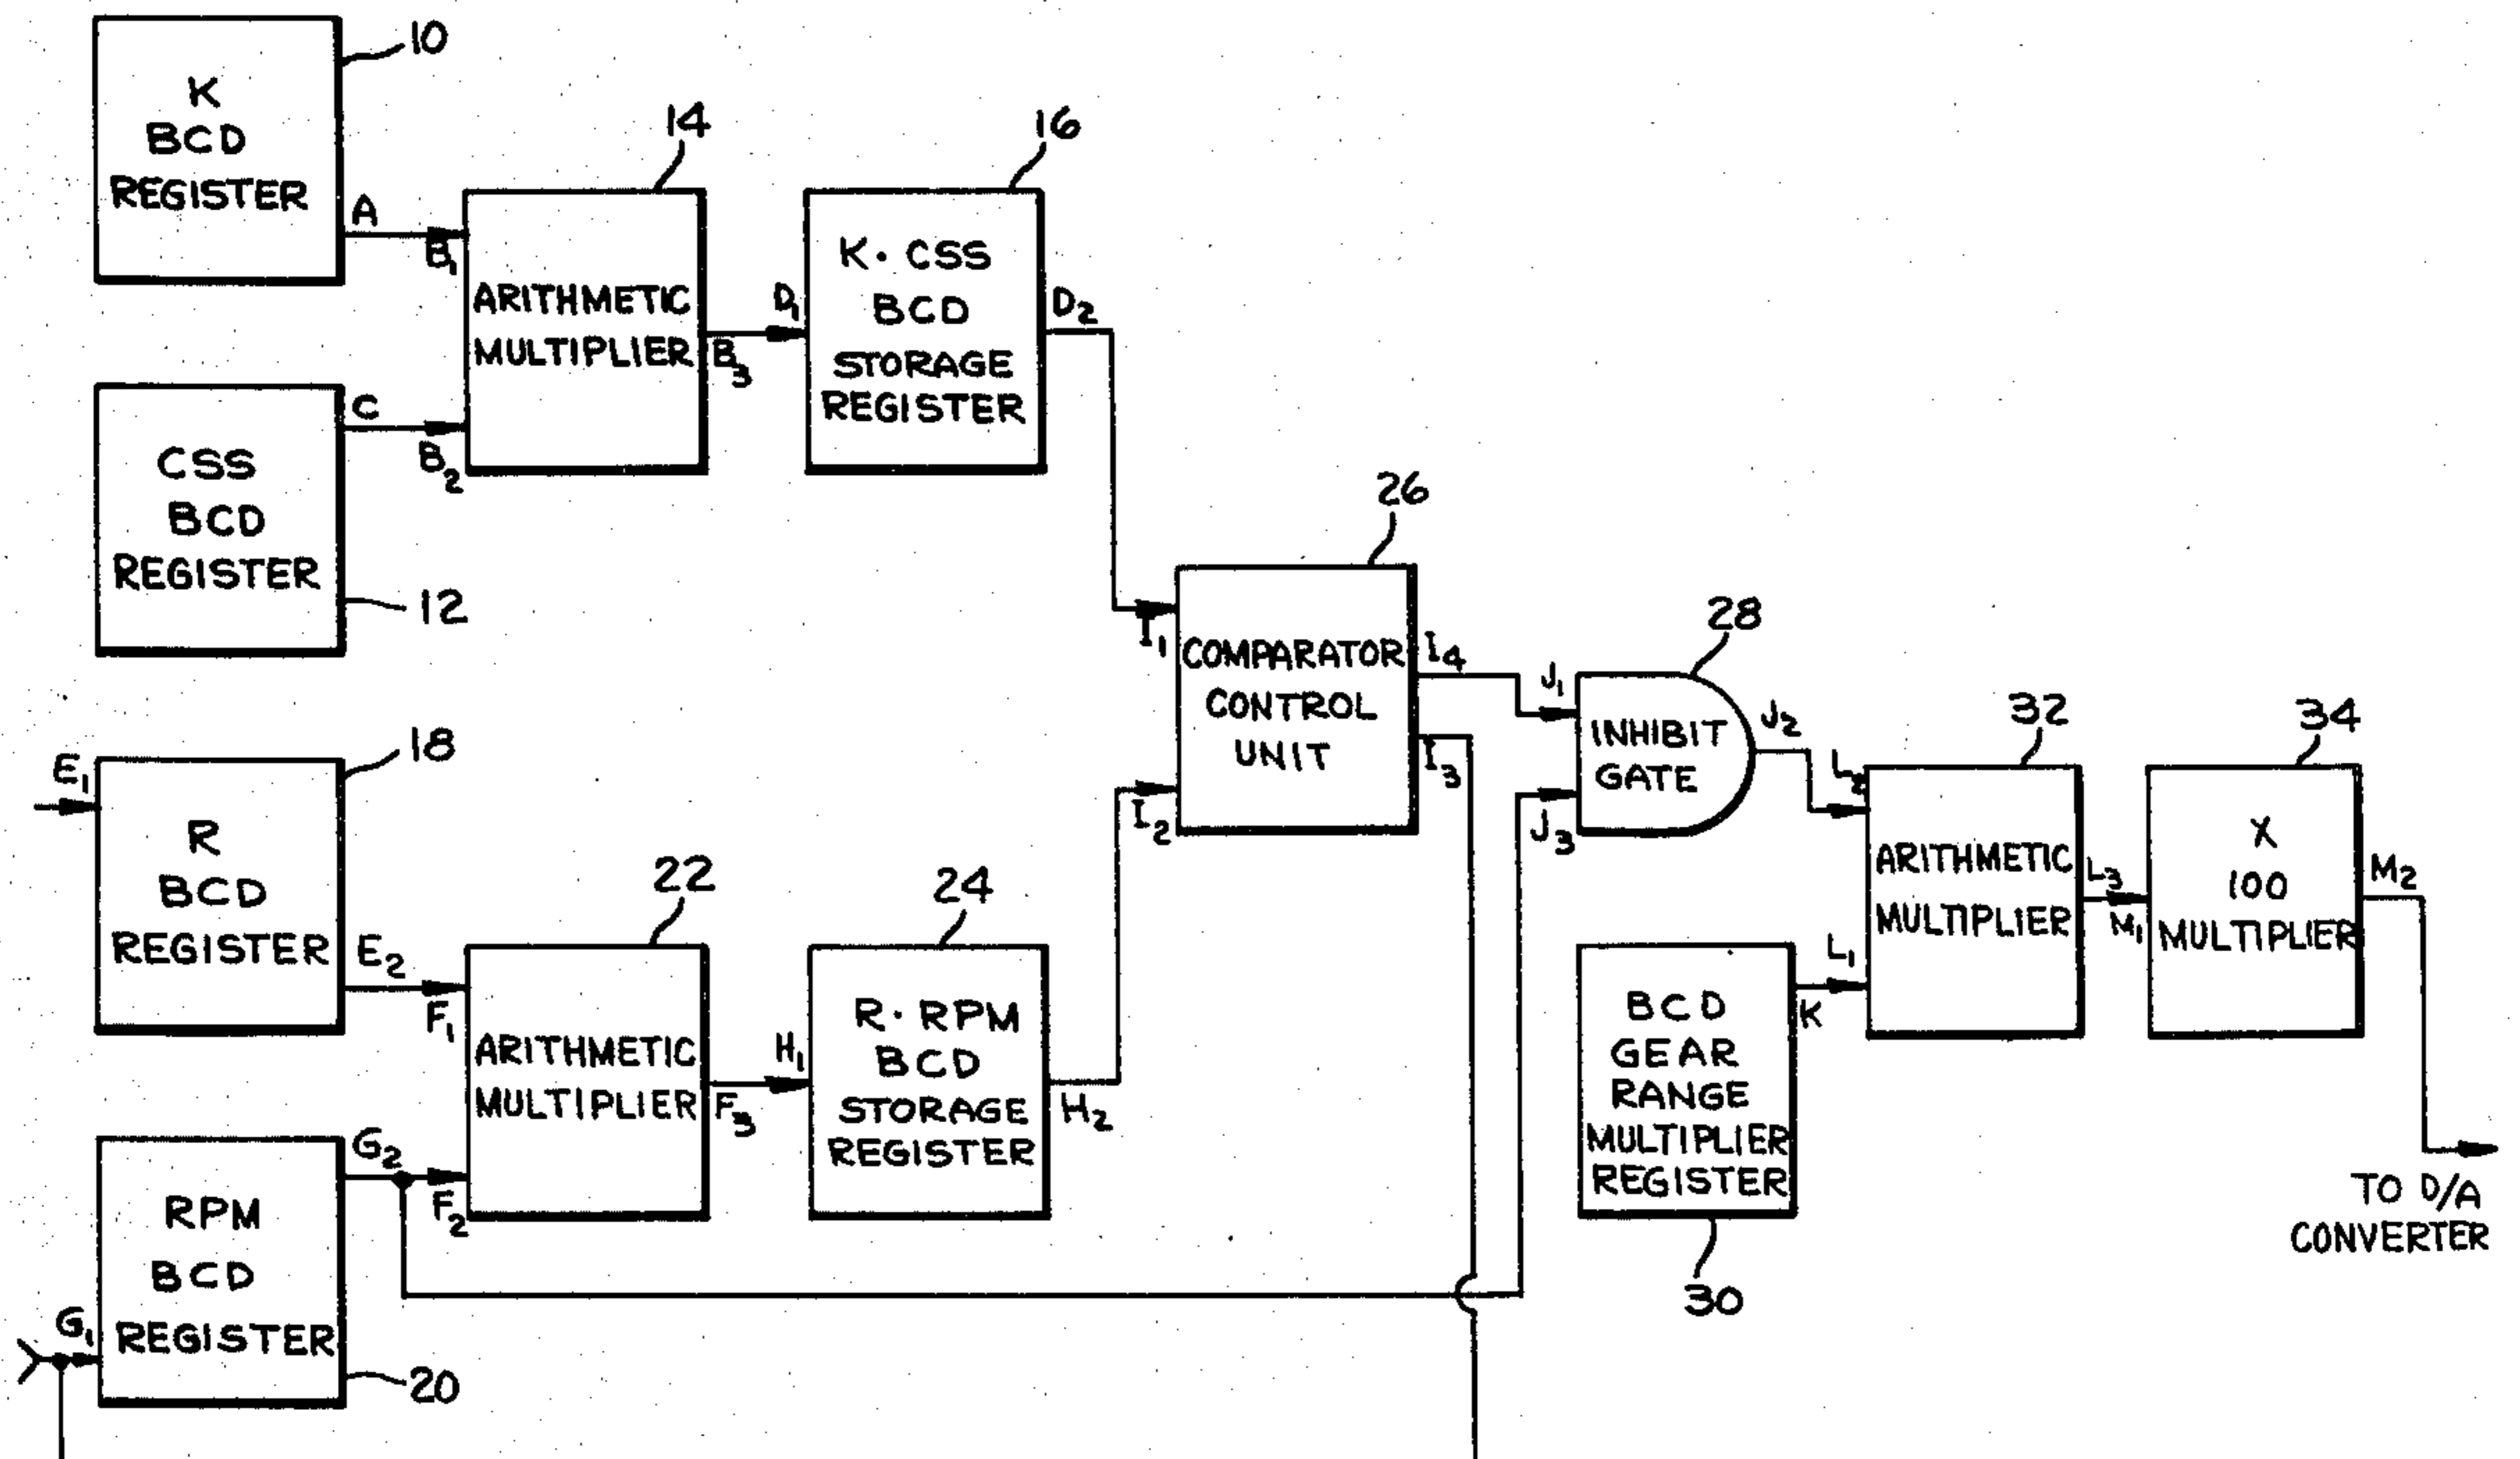 10
K
BCD
REGISTER
A
B₁
14
ARITHMETIC
MULTIPLIER
B₃
16
D₁
K · CSS
BCD
STORAGE
REGISTER
D₂
C
B₂
CSS
BCD
REGISTER
12
26
I₁
COMPARATOR
CONTROL
UNIT
I₄
I₃
I₂
28
J₁
INHIBIT
GATE
J₂
J₃
32
L₂
ARITHMETIC
MULTIPLIER
L₃
L₁
34
X
100
MULTIPLIER
M₁
M₂
18
E₁
R
BCD
REGISTER
E₂
F₁
22
ARITHMETIC
MULTIPLIER
F₃
24
H₁
R · RPM
BCD
STORAGE
REGISTER
H₂
BCD
GEAR
RANGE
MULTIPLIER
REGISTER
K
30
G₂
F₂
RPM
BCD
REGISTER
G₁
20
TO D/A
CONVERTER